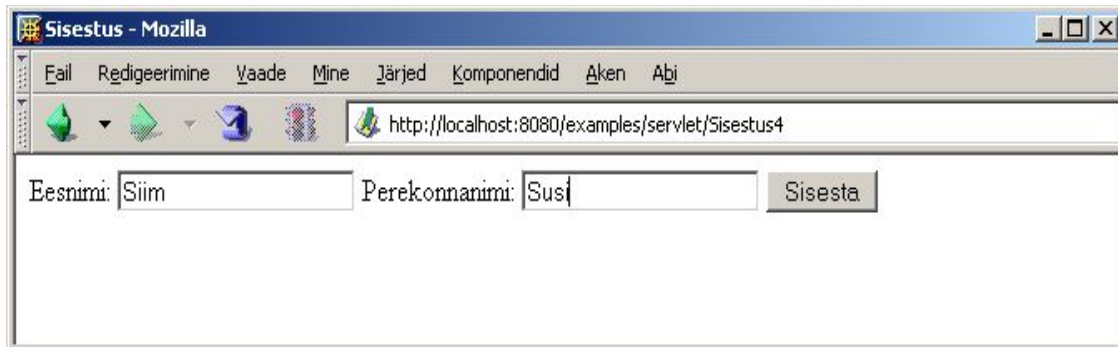 Sisestus - Mozilla
Fail Redigeerimine Vaade Mine Järjed Komponendid Aken Abi
http://localhost:8080/examples/servlet/Sisestus4
Eesnimi: Siim Perekonnanimi: Susi Sisesta